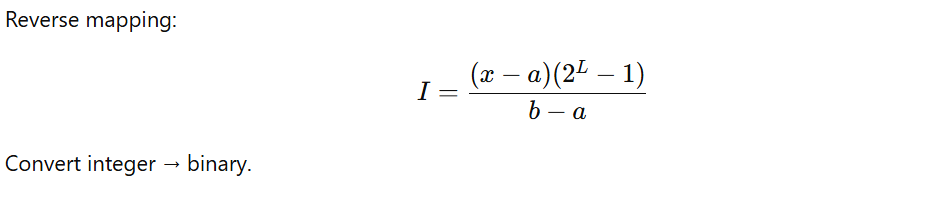 Reverse mapping:
I = (x − a)(2^L − 1) / b − a
Convert integer → binary.